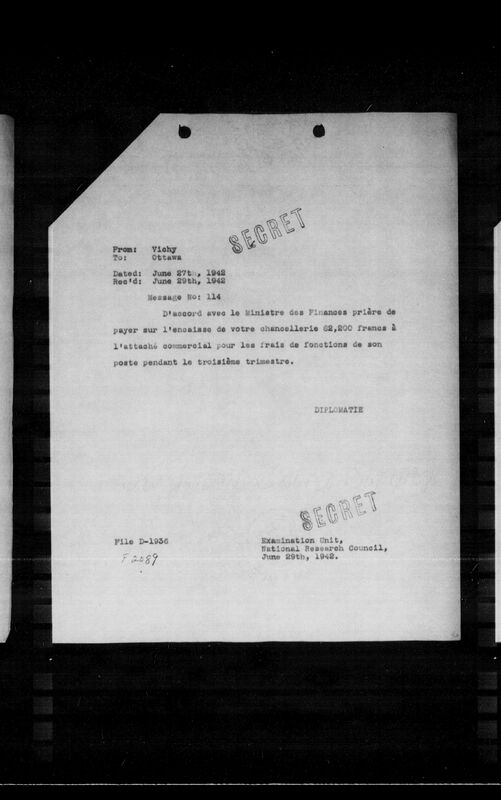 SECRET
From: Vichy
To: Ottawa
Dated: June 27th, 1942
Rec'd: June 29th, 1942
Message No: 114
D'accord avec le Ministre des Finances prière de
payer sur l'encaisse de votre chancellerie 62,200 francs à
l'attaché commercial pour les frais de fonctions de son
poste pendant le troisième trimestre.
DIPLOMATIE
SECRET
File D-1936
F 2089
Examination Unit,
National Research Council,
June 29th, 1942.